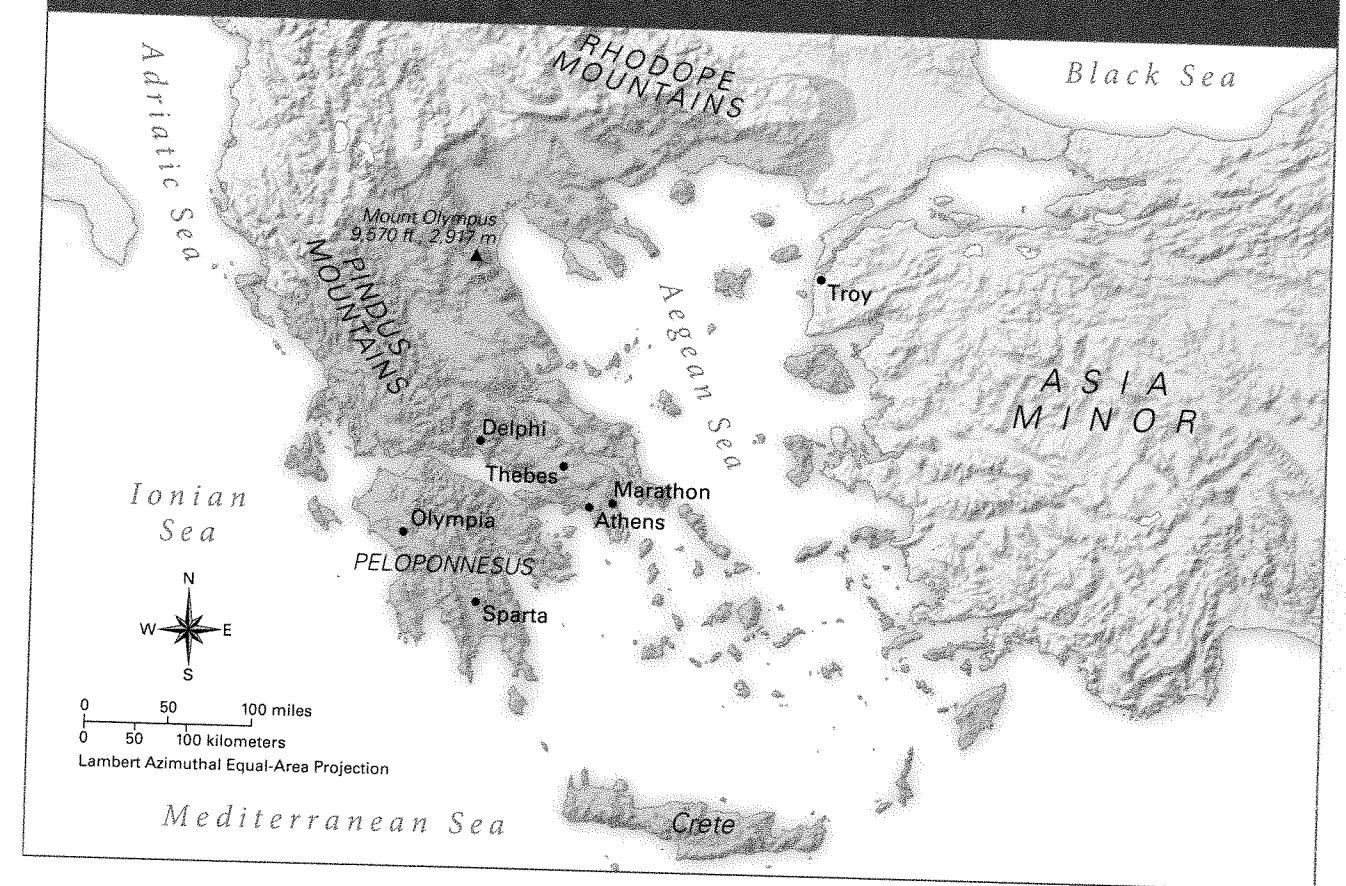 RHODOPE
MOUNTAINS
Black Sea
Adriatic Sea
Mount Olympus
9,570 ft., 2,917 m
PINDUS
MOUNTAINS
Aegean Sea
Troy
ASIA
MINOR
Delphi
Thebes
Marathon
Athens
Ionian
Sea
Olympia
PELOPONNESUS
Sparta
N
W E
S
0 50 100 miles
0 50 100 kilometers
Lambert Azimuthal Equal-Area Projection
Mediterranean Sea
Crete